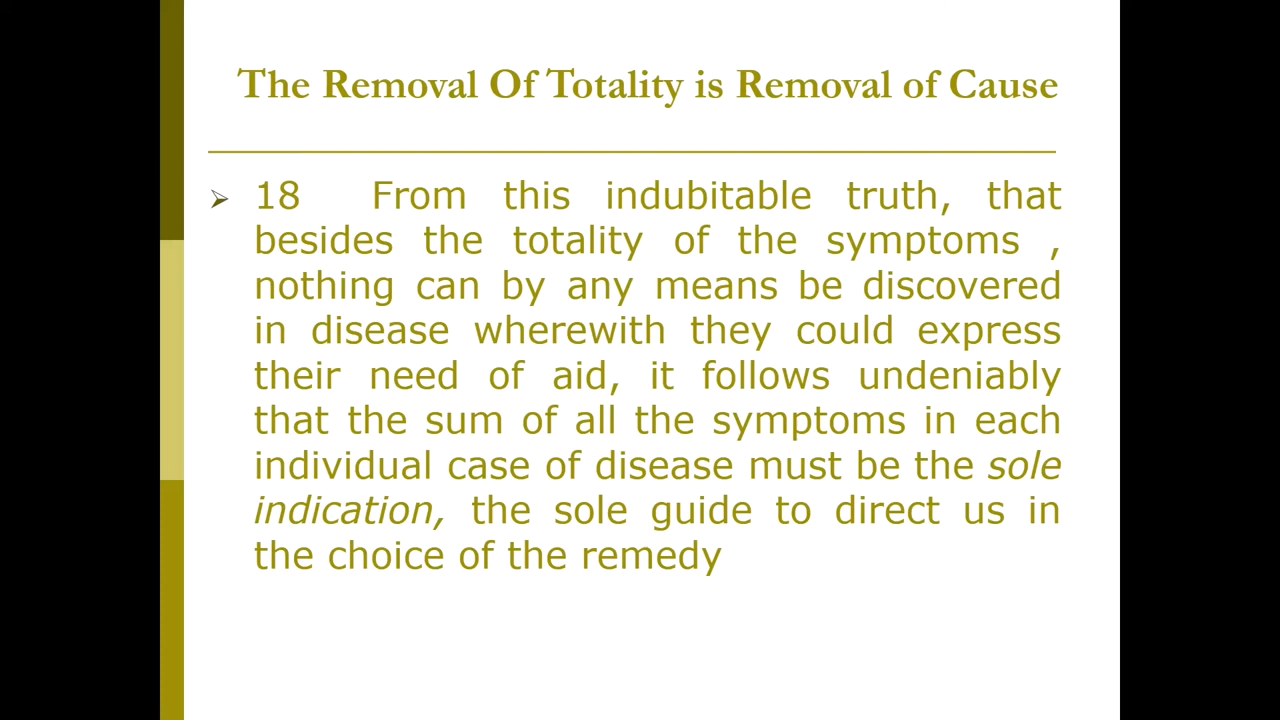 The Removal Of Totality is Removal of Cause
18 From this indubitable truth, that
besides the totality of the symptoms ,
nothing can by any means be discovered
in disease wherewith they could express
their need of aid, it follows undeniably
that the sum of all the symptoms in each
individual case of disease must be the sole
indication, the sole guide to direct us in
the choice of the remedy